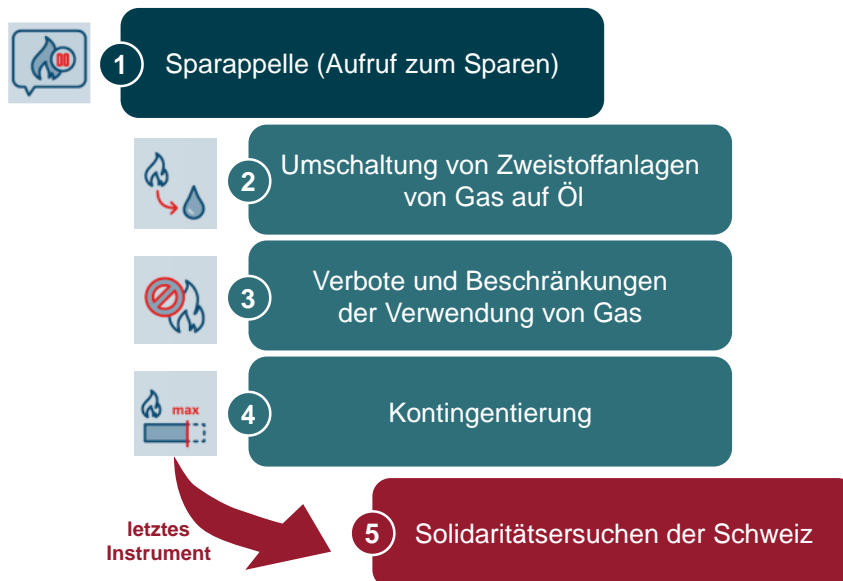 1 Sparappelle (Aufruf zum Sparen)
2 Umschaltung von Zweistoffanlagen
von Gas auf Öl
3 Verbote und Beschränkungen
der Verwendung von Gas
max
4 Kontingentierung
letztes
Instrument
5 Solidaritätsersuchen der Schweiz